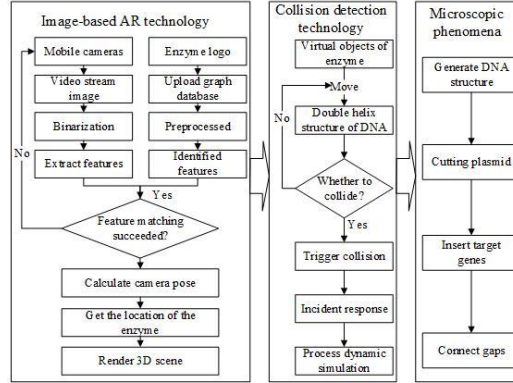 Image-based AR technology
Mobile cameras
Enzyme logo
Video stream
image
Upload graph
database
Binarization
Preprocessed
No
Extract features
Identified
features
Yes
Feature matching
succeeded?
Calculate camera pose
Get the location of the
enzyme
Render 3D scene
Collision detection
technology
Virtual objects of
enzyme
Move
No
Double helix
structure of DNA
Whether to
collide?
Yes
Trigger collision
Incident response
Process dynamic
simulation
Microscopic
phenomena
Generate DNA
structure
Cutting plasmid
Insert target
genes
Connect gaps